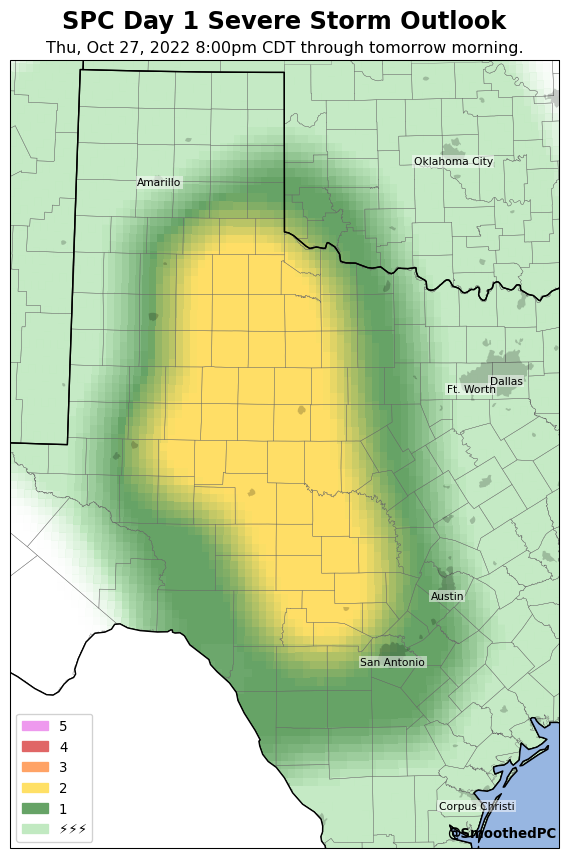 SPC Day 1 Severe Storm Outlook
Thu, Oct 27, 2022 8:00pm CDT through tomorrow morning.
Oklahoma City
Amarillo
Dallas
Ft. Worth
Austin
San Antonio
5
4
3
2
1
⚡⚡⚡
Corpus Christi
@SmoothedPC